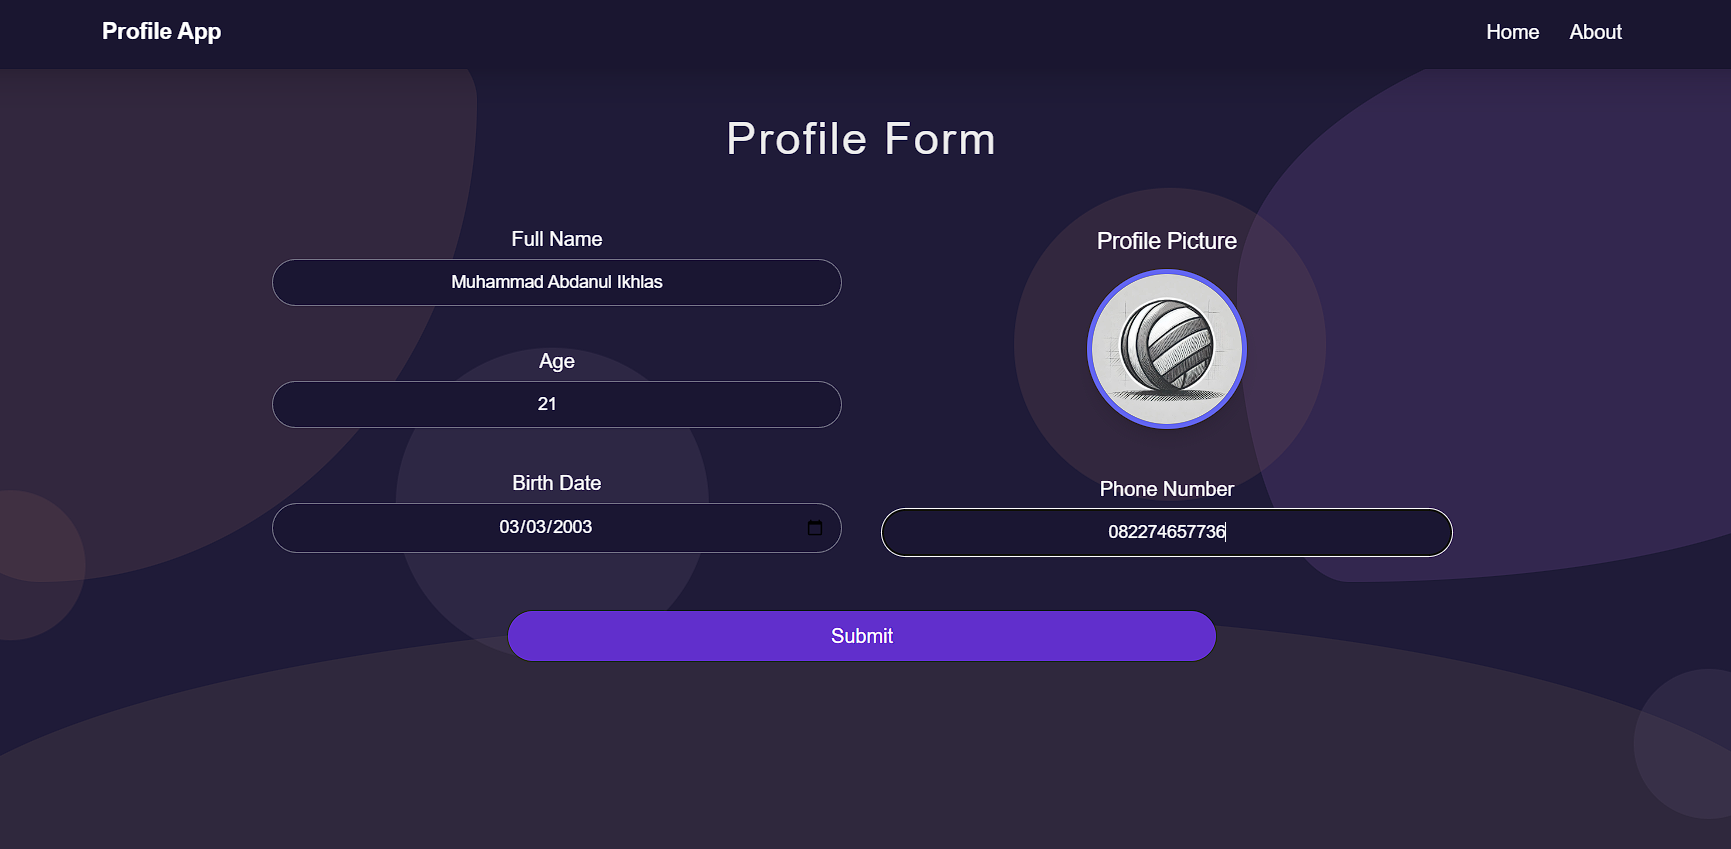 Profile App
Home
About
Profile Form
Full Name
Muhammad Abdanul Ikhlas
Age
21
Birth Date
03/03/2003
Profile Picture
Phone Number
082274657736
Submit